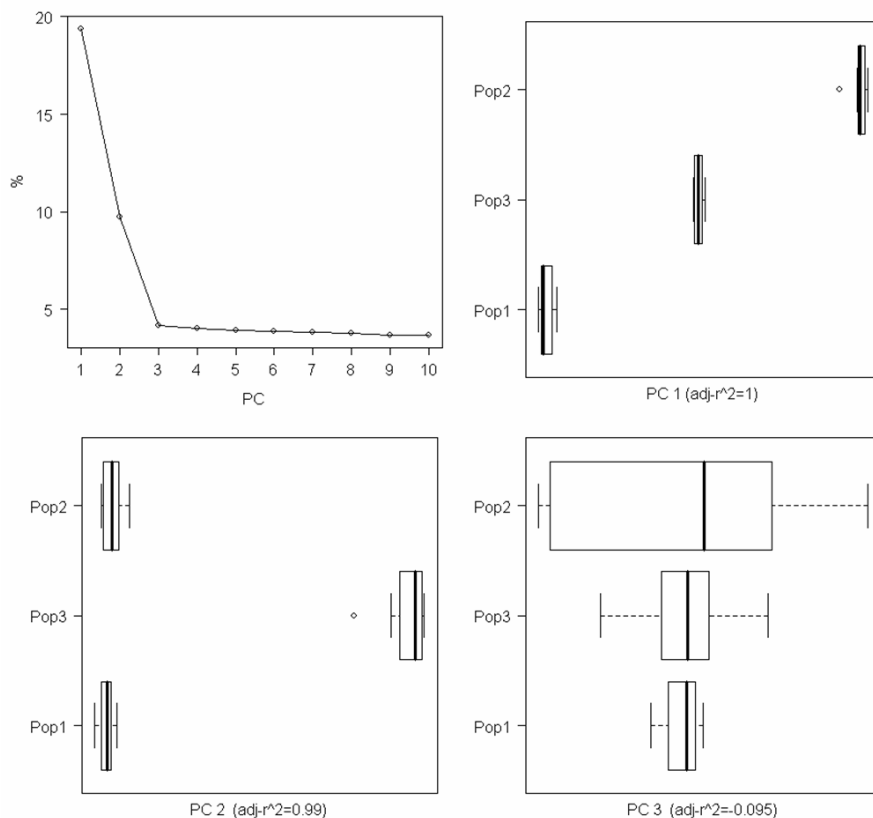 20
15
10
5
%
1 2 3 4 5 6 7 8 9 10
PC
Pop2
Pop3
Pop1
PC 1 (adj-r^2=1)
Pop2
Pop3
Pop1
PC 2 (adj-r^2=0.99)
Pop2
Pop3
Pop1
PC 3 (adj-r^2=-0.095)